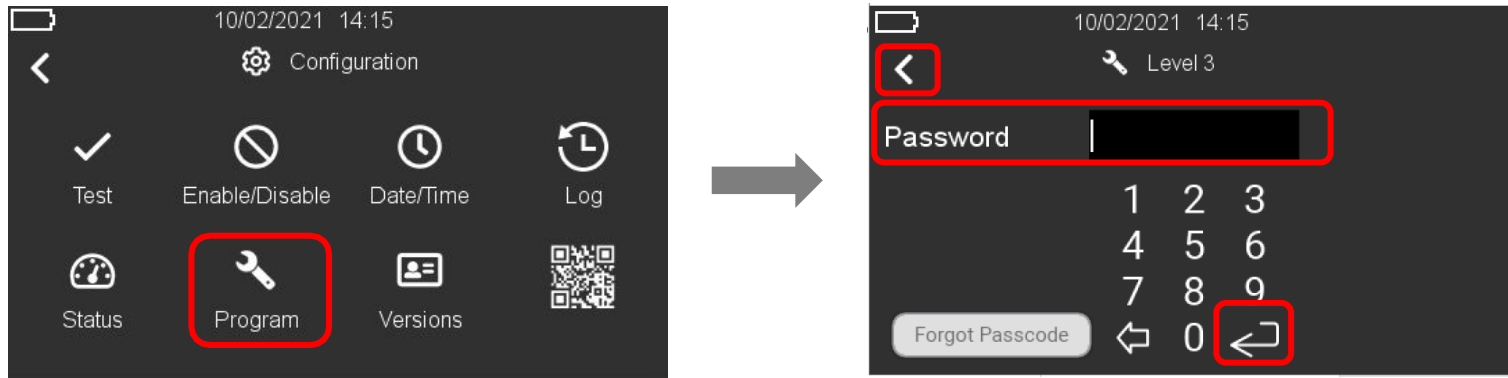 10/02/2021 14:15
Configuration
Test Enable/Disable Date/Time Log
Status Program Versions
10/02/2021 14:15
Level 3
Password
1 2 3
4 5 6
7 8 9
Forgot Passcode 0